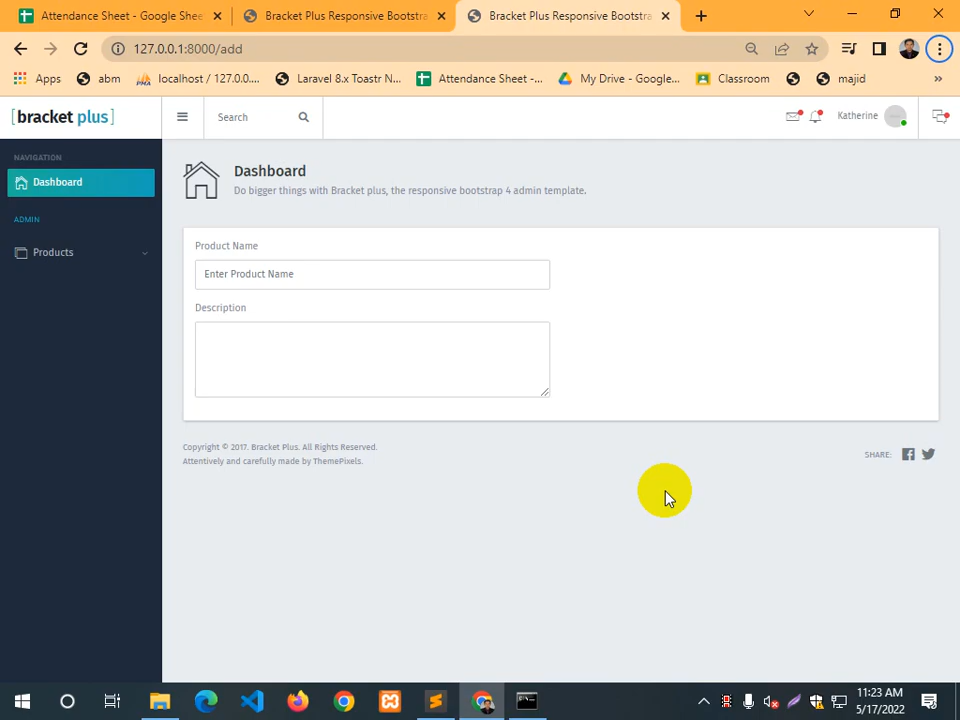 Attendance Sheet - Google Shee
Bracket Plus Responsive Bootstra
Bracket Plus Responsive Bootstra
127.0.0.1:8000/add
Apps
abm
localhost / 127.0.0....
Laravel 8.x Toastr N...
Attendance Sheet -...
My Drive - Google...
Classroom
majid
»
[bracket plus]
Search
Katherine
NAVIGATION
Dashboard
ADMIN
Products
Dashboard
Do bigger things with Bracket plus, the responsive bootstrap 4 admin template.
Product Name
Enter Product Name
Description
Copyright © 2017. Bracket Plus. All Rights Reserved.
Attentively and carefully made by ThemePixels.
SHARE:
11:23 AM
5/17/2022